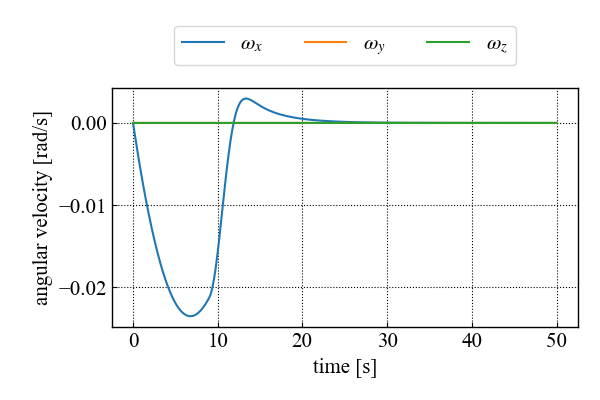 ωx ωy ωz
0.00
−0.01
−0.02
angular velocity [rad/s]
0 10 20 30 40 50
time [s]